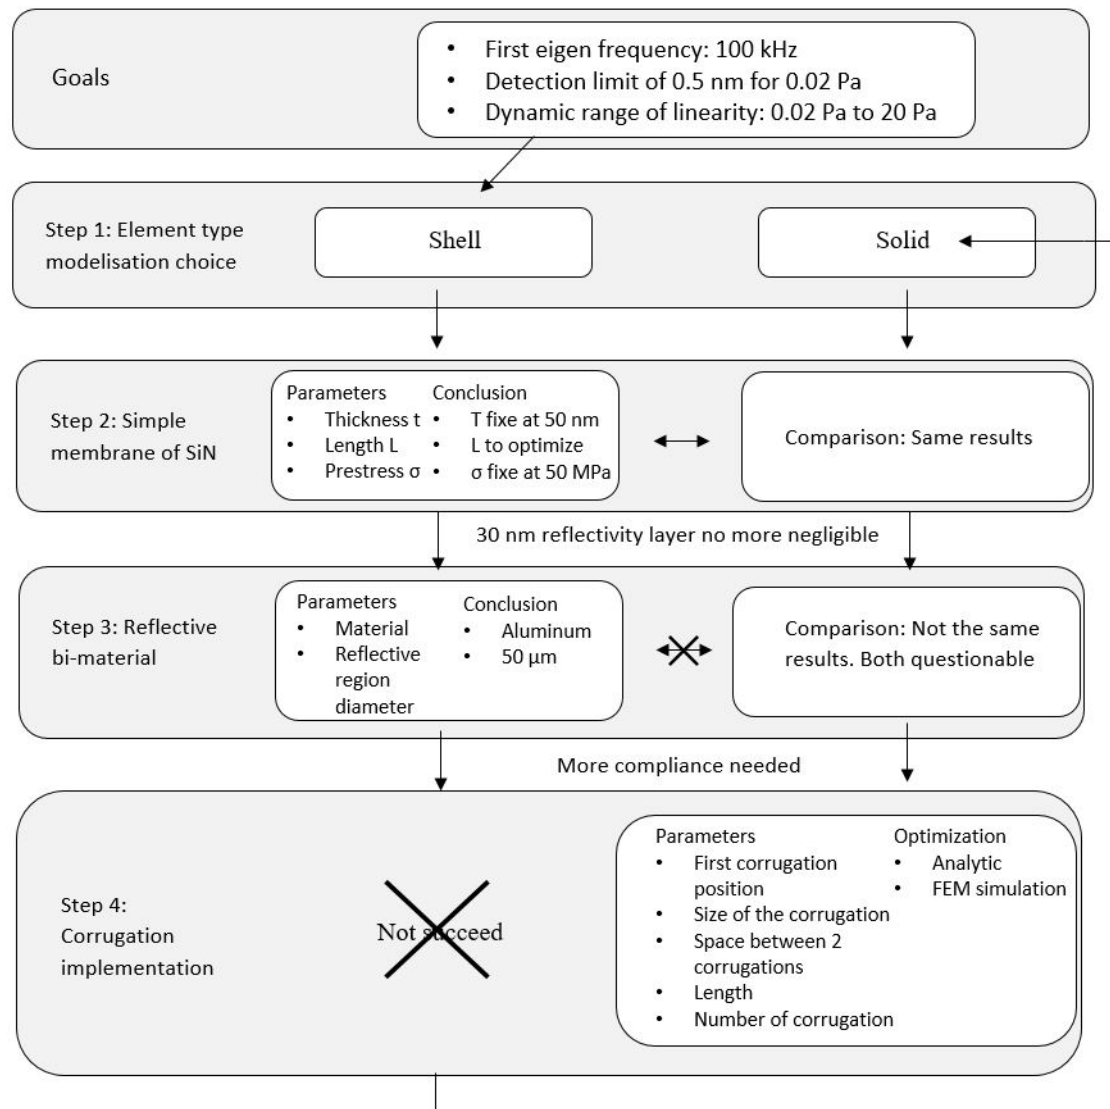 Goals
• First eigen frequency: 100 kHz
• Detection limit of 0.5 nm for 0.02 Pa
• Dynamic range of linearity: 0.02 Pa to 20 Pa
Step 1: Element type
modelisation choice
Shell
Solid
Step 2: Simple
membrane of SiN
Parameters
• Thickness t
• Length L
• Prestress σ
Conclusion
• T fixe at 50 nm
• L to optimize
• σ fixe at 50 MPa
Comparison: Same results
30 nm reflectivity layer no more negligible
Step 3: Reflective
bi-material
Parameters
• Material
• Reflective
region
diameter
Conclusion
• Aluminum
• 50 µm
Comparison: Not the same
results. Both questionable
More compliance needed
Step 4:
Corrugation
implementation
Not succeed
Parameters
• First corrugation
position
• Size of the corrugation
• Space between 2
corrugations
• Length
• Number of corrugation
Optimization
• Analytic
• FEM simulation